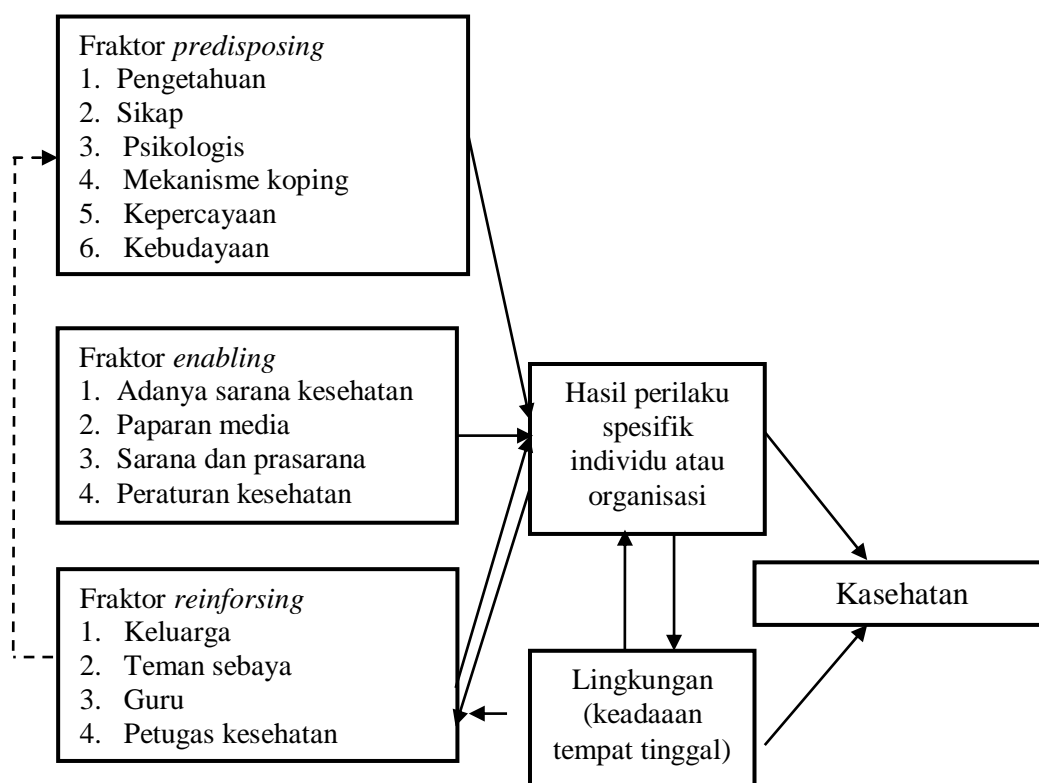 Fraktor predisposing
1. Pengetahuan
2. Sikap
3. Psikologis
4. Mekanisme koping
5. Kepercayaan
6. Kebudayaan
Fraktor enabling
1. Adanya sarana kesehatan
2. Paparan media
3. Sarana dan prasarana
4. Peraturan kesehatan
Fraktor reinforsing
1. Keluarga
2. Teman sebaya
3. Guru
4. Petugas kesehatan
Hasil perilaku
spesifik
individu atau
organisasi
Lingkungan
(keadaaan
tempat tinggal)
Kasehatan